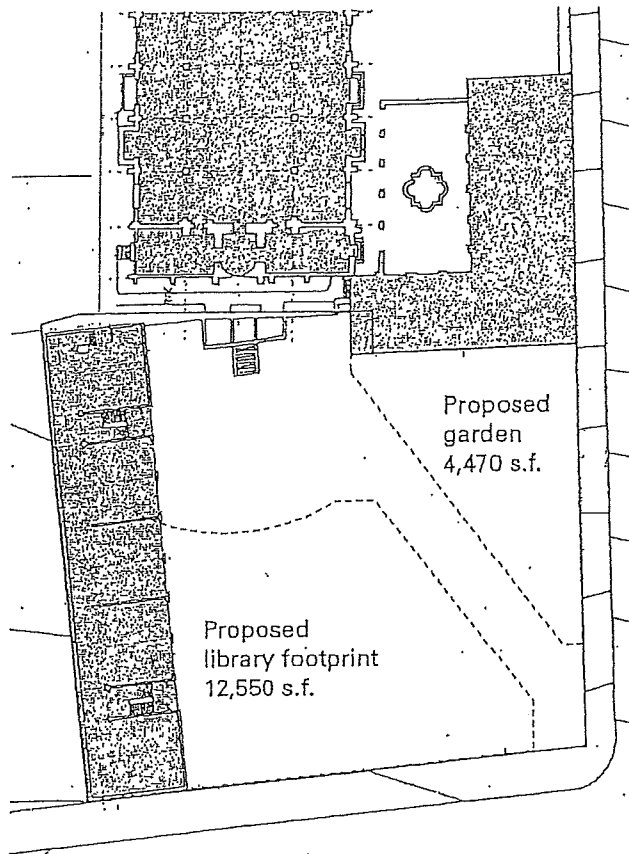 Proposed
garden
4,470 s.f.
Proposed
library footprint
12,550 s.f.